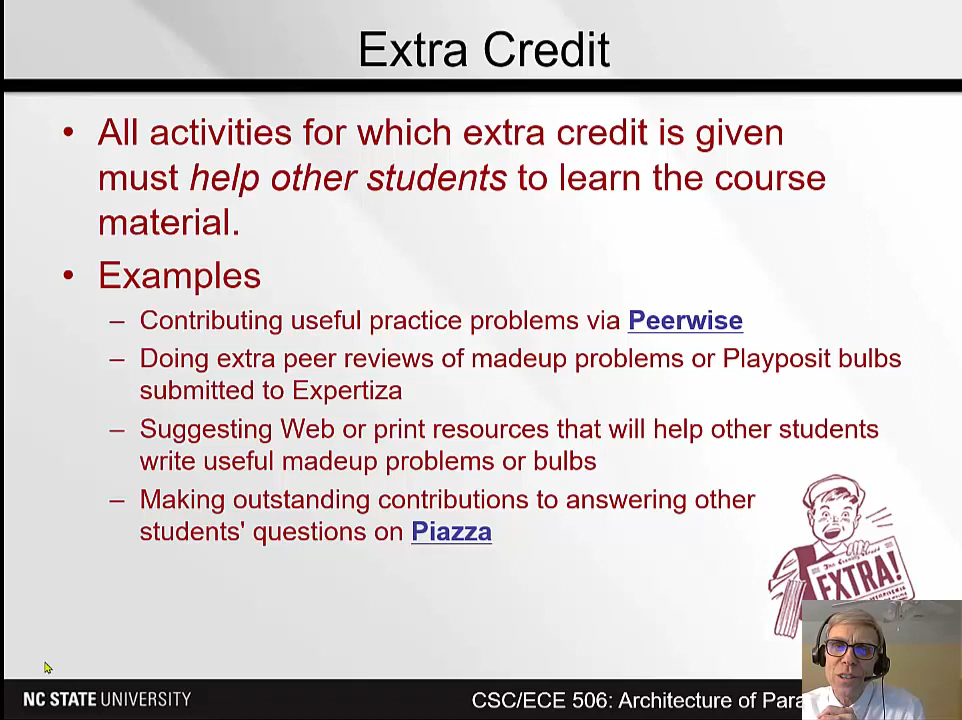 Extra Credit
• All activities for which extra credit is given
must help other students to learn the course
material.
• Examples
– Contributing useful practice problems via Peerwise
– Doing extra peer reviews of madeup problems or Playposit bulbs
submitted to Expertiza
– Suggesting Web or print resources that will help other students
write useful madeup problems or bulbs
– Making outstanding contributions to answering other
students' questions on Piazza
EXTRA!
NC STATE UNIVERSITY
CSC/ECE 506: Architecture of Para